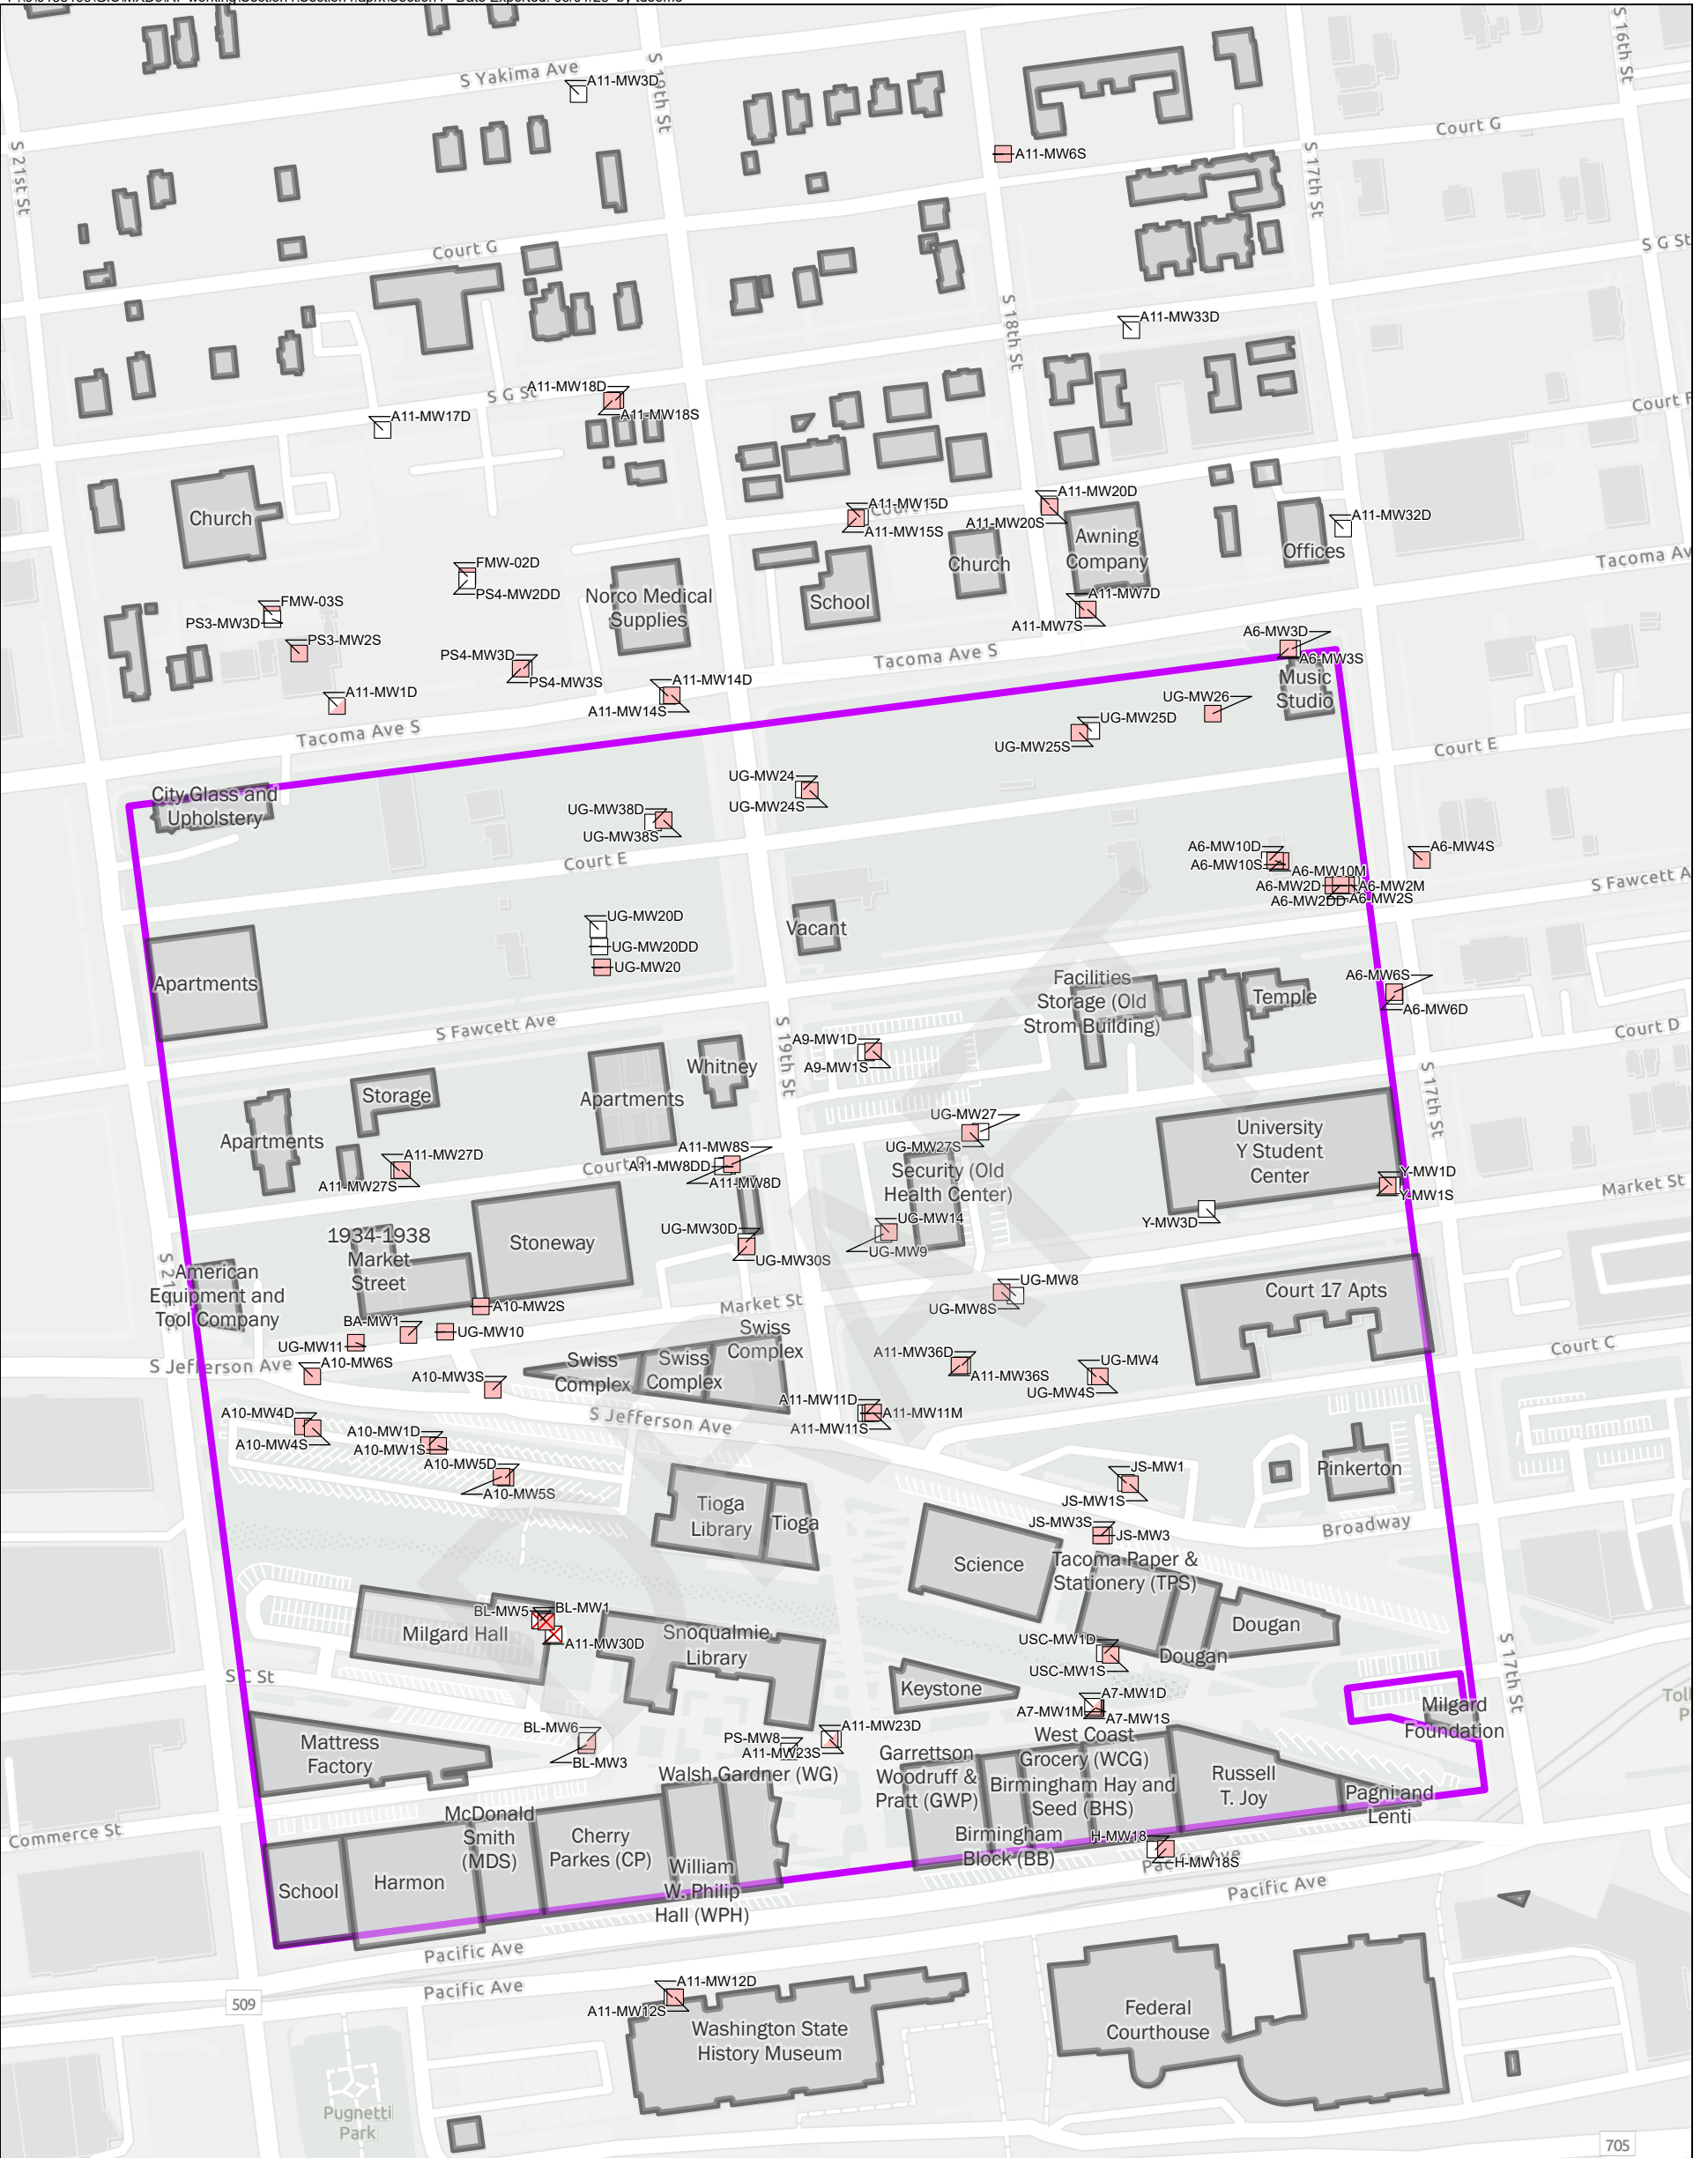 S Yakima Ave
A11-MW3D
S 19th St
S 16th St
Court G
A11-MW6S
S 21st St
S 17th St
Court G
S G St
A11-MW33D
S 18th St
A11-MW18D
S G St
A11-MW18S
A11-MW17D
Court F
Church
A11-MW15D
A11-MW15S
A11-MW20D
A11-MW20S
Awning
Company
Church
A11-MW32D
Offices
Tacoma Av
FMW-02D
PS4-MW2DD
Norco Medical
Supplies
School
A11-MW7D
A11-MW7S
FMW-03S
PS3-MW3D
PS3-MW2S
PS4-MW3D
PS4-MW3S
Tacoma Ave S
A6-MW3D
A6-MW3S
Music
Studio
A11-MW14D
A11-MW14S
A11-MW1D
Tacoma Ave S
UG-MW26
UG-MW25D
UG-MW25S
Court E
City Glass and
Upholstery
UG-MW24
UG-MW24S
UG-MW38D
UG-MW38S
Court E
A6-MW10D
A6-MW10S
A6-MW10M
A6-MW4S
A6-MW2D
A6-MW2M
A6-MW2DD
A6-MW2S
S Fawcett A
UG-MW20D
UG-MW20DD
UG-MW20
Vacant
Apartments
Facilities
Storage (Old
Strom Building)
Temple
A6-MW6S
A6-MW6D
S Fawcett Ave
S 19th St
A9-MW1D
A9-MW1S
Court D
Whitney
Storage
Apartments
Apartments
S 17th St
UG-MW27
UG-MW27S
University
Y Student
Center
A11-MW8S
A11-MW8DD
A11-MW8D
Court D
A11-MW27D
A11-MW27S
Security (Old
Health Center)
Y-MW1D
Y-MW1S
Market St
Y-MW3D
UG-MW14
UG-MW9
UG-MW30D
UG-MW30S
Stoneway
1934-1938
Market
Street
American
Equipment and
Tool Company
UG-MW8
UG-MW8S
Court 17 Apts
A10-MW2S
Market St
BA-MW1
UG-MW10
UG-MW11
Swiss
Complex
Swiss
Complex
Swiss
Complex
Court C
S Jefferson Ave
A10-MW6S
A10-MW3S
A11-MW36D
A11-MW36S
UG-MW4
UG-MW4S
A11-MW11D
A11-MW11M
A11-MW11S
S Jefferson Ave
A10-MW4D
A10-MW4S
A10-MW1D
A10-MW1S
A10-MW5D
A10-MW5S
JS-MW1
JS-MW1S
Pinkerton
Tioga
Library
Tioga
JS-MW3S
JS-MW3
Broadway
Science
Tacoma Paper &
Stationery (TPS)
BL-MW5
BL-MW1
A11-MW30D
Milgard Hall
Snoqualmie
Library
Dougan
Dougan
USC-MW1D
USC-MW1S
S C St
S 17th St
Keystone
A7-MW1D
A7-MW1M
A7-MW1S
Milgard
Foundation
BL-MW6
BL-MW3
PS-MW8
A11-MW23D
A11-MW23S
Mattress
Factory
Walsh Gardner (WG)
Garrettson
Woodruff &
Pratt (GWP)
West Coast
Grocery (WCG)
Birmingham Hay and
Seed (BHS)
Russell
T. Joy
Pagni and
Lenti
Commerce St
McDonald
Smith
(MDS)
Cherry
Parkes (CP)
Birmingham
Block (BB)
H-MW18
H-MW18S
Pacific Ave
School
Harmon
William
W. Philip
Hall (WPH)
Pacific Ave
Pacific Ave
Pacific Ave
509
A11-MW12D
A11-MW12S
Washington State
History Museum
Federal
Courthouse
Pugnetti
Park
705
DRAFT